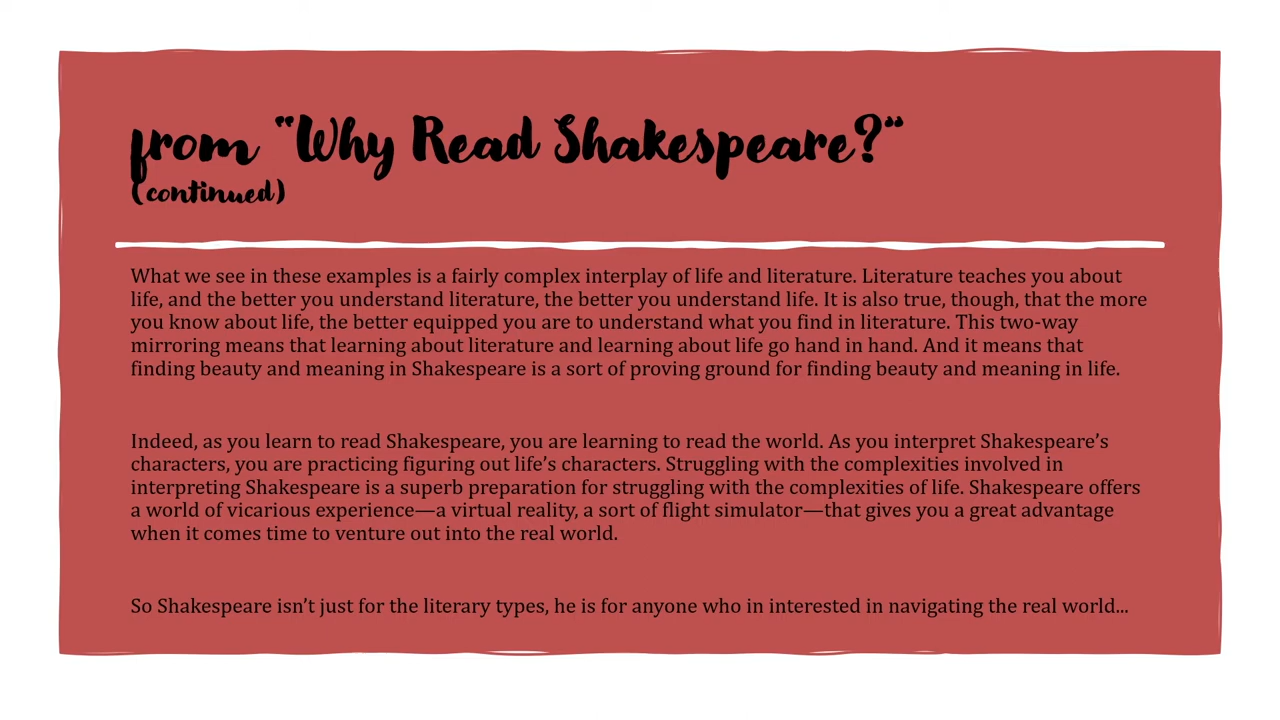 from “Why Read Shakespeare?”
(continued)
What we see in these examples is a fairly complex interplay of life and literature. Literature teaches you about
life, and the better you understand literature, the better you understand life. It is also true, though, that the more
you know about life, the better equipped you are to understand what you find in literature. This two-way
mirroring means that learning about literature and learning about life go hand in hand. And it means that
finding beauty and meaning in Shakespeare is a sort of proving ground for finding beauty and meaning in life.
Indeed, as you learn to read Shakespeare, you are learning to read the world. As you interpret Shakespeare’s
characters, you are practicing figuring out life’s characters. Struggling with the complexities involved in
interpreting Shakespeare is a superb preparation for struggling with the complexities of life. Shakespeare offers
a world of vicarious experience—a virtual reality, a sort of flight simulator—that gives you a great advantage
when it comes time to venture out into the real world.
So Shakespeare isn’t just for the literary types, he is for anyone who in interested in navigating the real world...